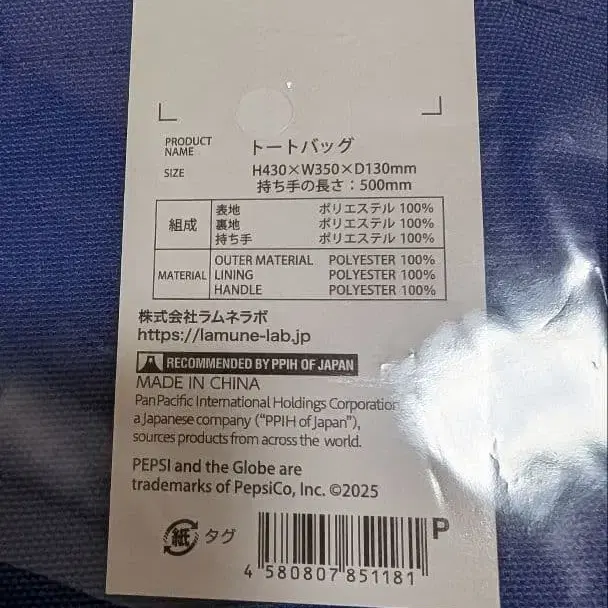 PRODUCT NAME トートバッグ
SIZE H430×W350×D130mm
持ち手の長さ：500mm
組成 表地 ポリエステル 100%
裏地 ポリエステル 100%
持ち手 ポリエステル 100%
MATERIAL OUTER MATERIAL POLYESTER 100%
LINING POLYESTER 100%
HANDLE POLYESTER 100%
株式会社ラムネラボ
https://lamune-lab.jp
RECOMMENDED BY PPIH OF JAPAN
MADE IN CHINA
Pan Pacific International Holdings Corporation
a Japanese company ("PPIH of Japan"),
sources products from across the world.
PEPSI and the Globe are
trademarks of PepsiCo, Inc. ©2025
紙 タグ
P
4 580807 851181